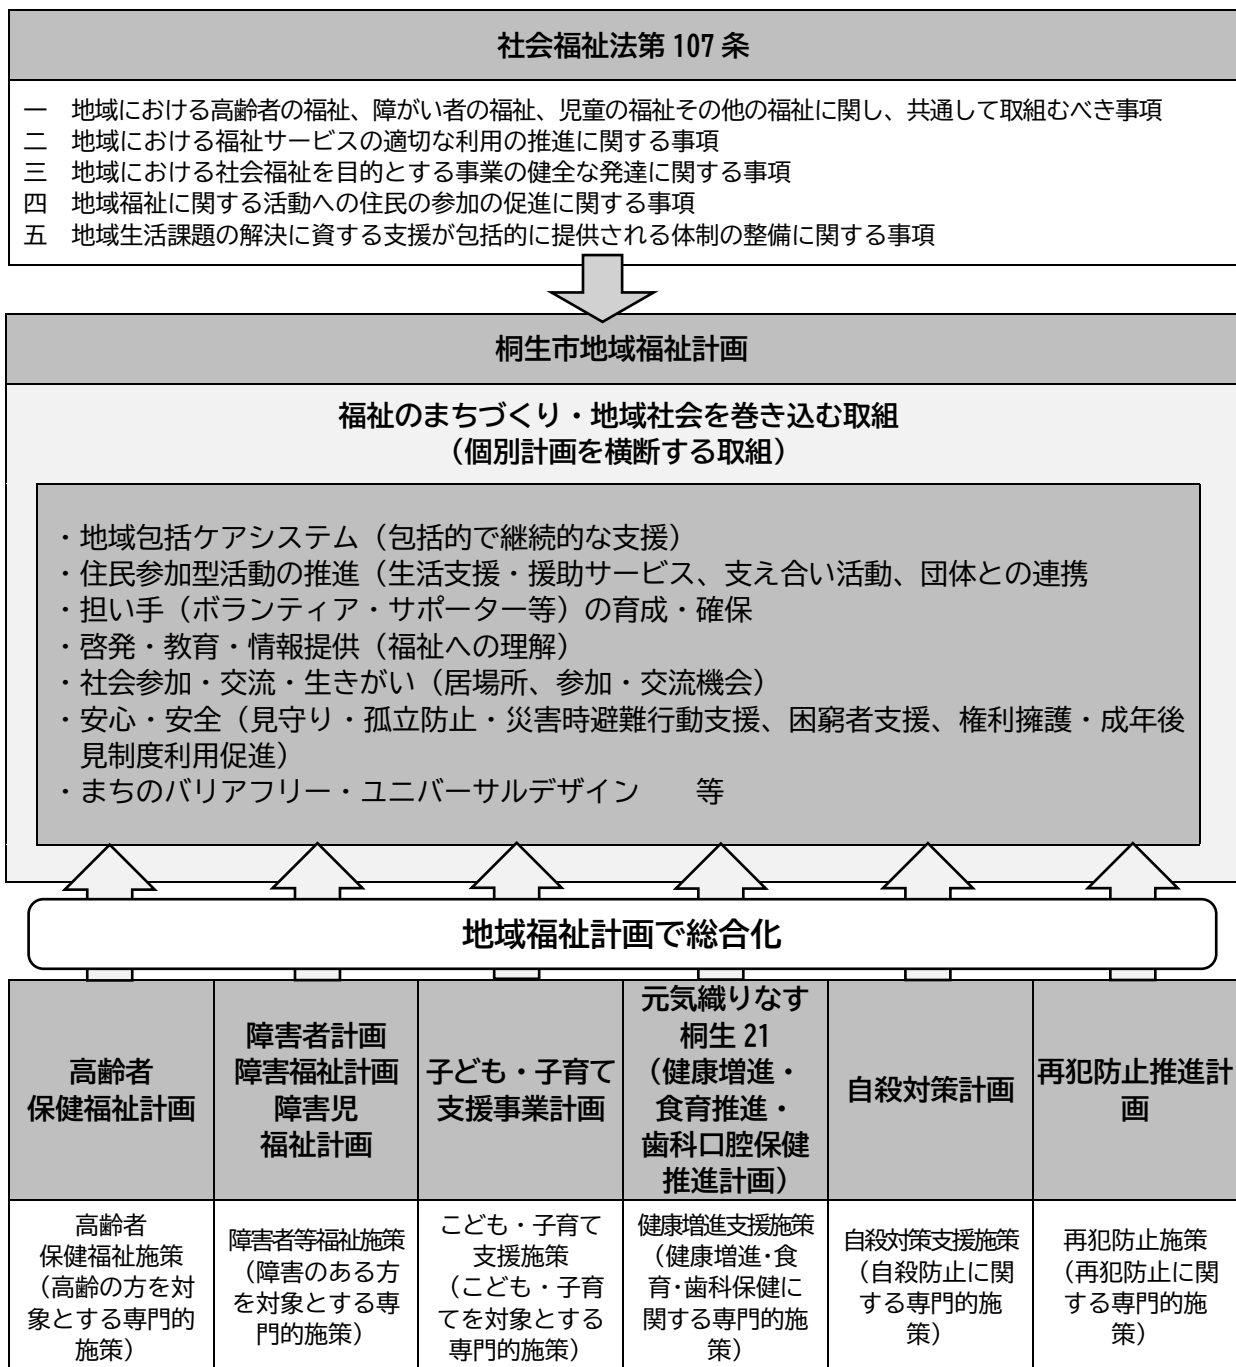 社会福祉法第 107 条
一 地域における高齢者の福祉、障がい者の福祉、児童の福祉その他の福祉に関し、共通して取組むべき事項
二 地域における福祉サービスの適切な利用の推進に関する事項
三 地域における社会福祉を目的とする事業の健全な発達に関する事項
四 地域福祉に関する活動への住民の参加の促進に関する事項
五 地域生活課題の解決に資する支援が包括的に提供される体制の整備に関する事項
桐生市地域福祉計画
福祉のまちづくり・地域社会を巻き込む取組
（個別計画を横断する取組）
・地域包括ケアシステム（包括的で継続的な支援）
・住民参加型活動の推進（生活支援・援助サービス、支え合い活動、団体との連携
・担い手（ボランティア・サポーター等）の育成・確保
・啓発・教育・情報提供（福祉への理解）
・社会参加・交流・生きがい（居場所、参加・交流機会）
・安心・安全（見守り・孤立防止・災害時避難行動支援、困窮者支援、権利擁護・成年後
見制度利用促進）
・まちのバリアフリー・ユニバーサルデザイン 等
地域福祉計画で総合化
高齢者
保健福祉計画
障害者計画
障害福祉計画
障害児
福祉計画
子ども・子育て
支援事業計画
元気織りなす
桐生 21
（健康増進・
食育推進・
歯科口腔保健
推進計画）
自殺対策計画
再犯防止推進計
画
高齢者
保健福祉施策
（高齢の方を対
象とする専門的
施策）
障害者等福祉施策
（障害のある方
を対象とする専
門的施策）
こども・子育て
支援施策
（こども・子育
てを対象とする
専門的施策）
健康増進支援施策
（健康増進・食
育・歯科保健に
関する専門的施
策）
自殺対策支援施策
（自殺防止に関
する専門的施
策）
再犯防止施策
（再犯防止に関
する専門的施
策）